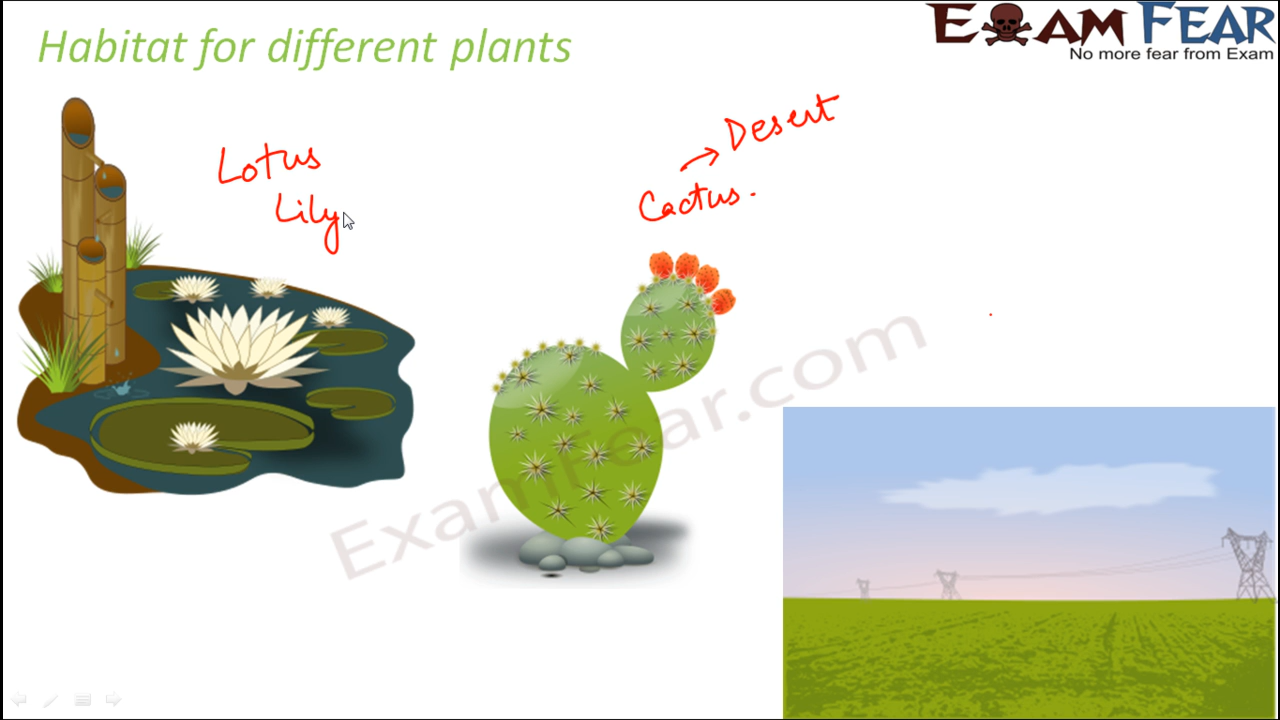 Habitat for different plants
EXAM FEAR
No more fear from Exam
Lotus
Lily
→ Desert
Cactus.
ExamFear.com